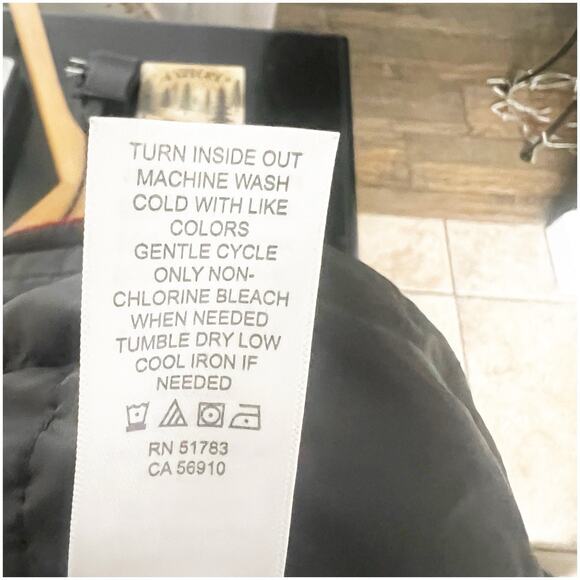 TURN INSIDE OUT
MACHINE WASH
COLD WITH LIKE
COLORS
GENTLE CYCLE
ONLY NON-
CHLORINE BLEACH
WHEN NEEDED
TUMBLE DRY LOW
COOL IRON IF
NEEDED
RN 51783
CA 56910